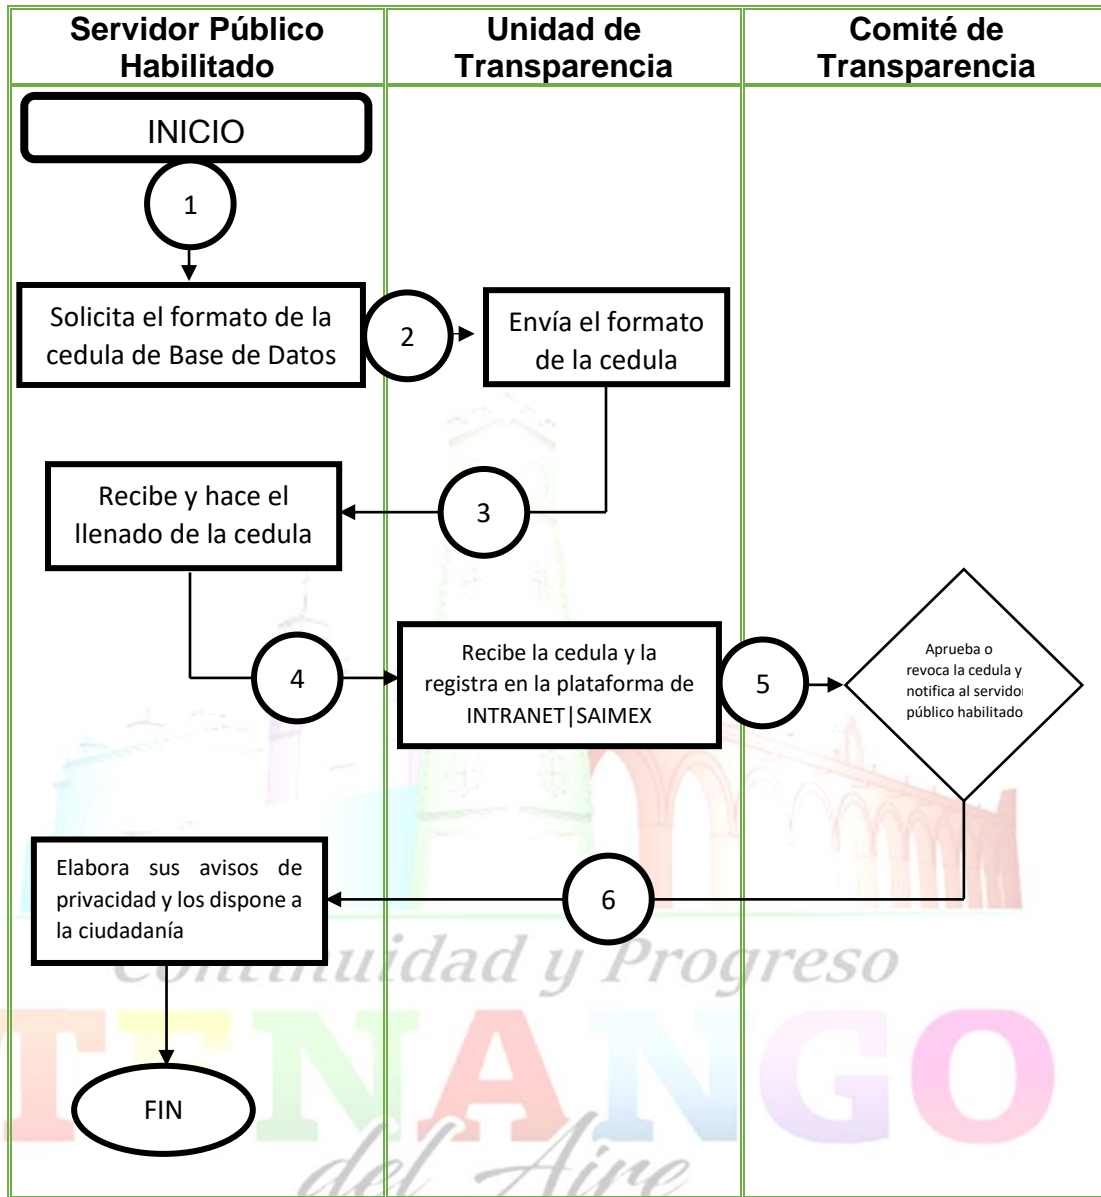 Servidor Público
Habilitado
Unidad de
Transparencia
Comité de
Transparencia
INICIO
1
Solicita el formato de la
cedula de Base de Datos
2
Envía el formato
de la cedula
Recibe y hace el
llenado de la cedula
3
4
Recibe la cedula y la
registra en la plataforma de
INTRANET|SAIMEX
5
Aprueba o
revoca la cedula y
notifica al servidor
público habilitado
Elabora sus avisos de
privacidad y los dispone a
la ciudadanía
6
Continuidad y Progreso
TENANGO
del Aire
FIN